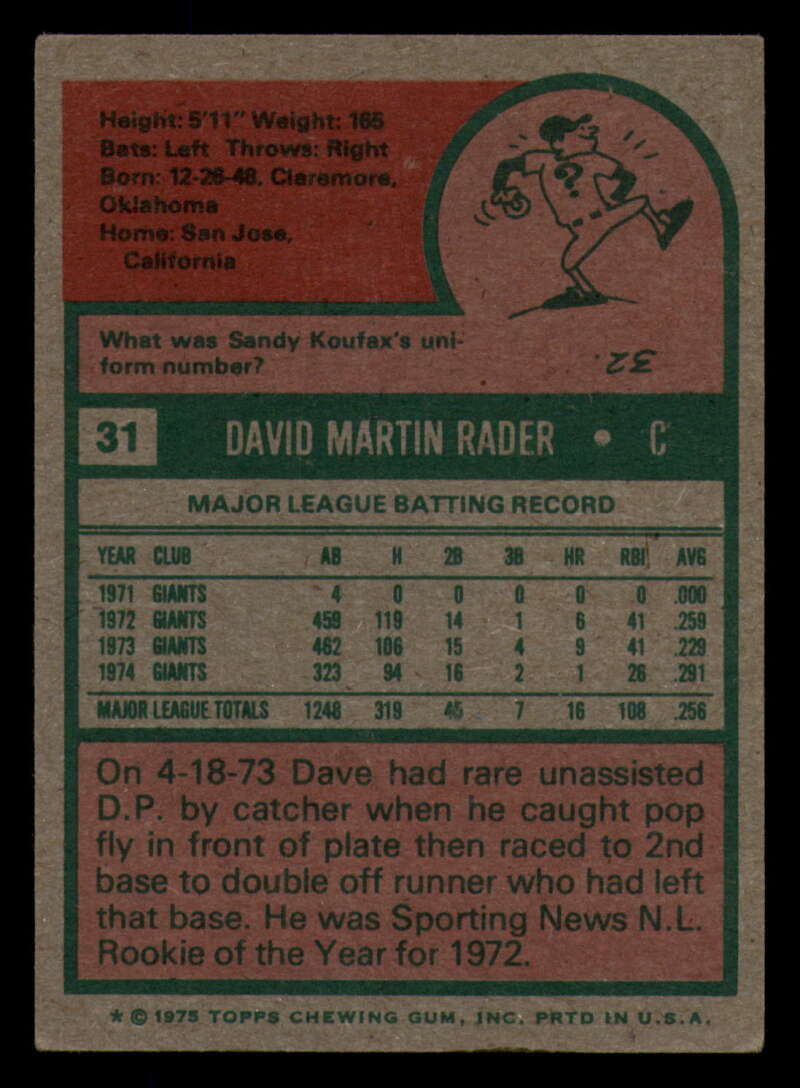 Height: 5'11" Weight: 165
Bats: Left Throws: Right
Born: 12-26-48, Claremore,
Oklahoma
Home: San Jose,
California
?
What was Sandy Koufax's uni-
form number?
32.
31 DAVID MARTIN RADER • C
MAJOR LEAGUE BATTING RECORD
YEAR CLUB AB H 2B 3B HR RBI AVG
1971 GIANTS 4 0 0 0 0 0 .000
1972 GIANTS 459 119 14 1 6 41 .259
1973 GIANTS 462 106 15 4 9 41 .229
1974 GIANTS 323 94 16 2 1 26 .291
MAJOR LEAGUE TOTALS 1248 319 45 7 16 108 .256
On 4-18-73 Dave had rare unassisted
D.P. by catcher when he caught pop
fly in front of plate then raced to 2nd
base to double off runner who had left
that base. He was Sporting News N.L.
Rookie of the Year for 1972.
* © 1975 TOPPS CHEWING GUM, INC. PRTD IN U.S.A.